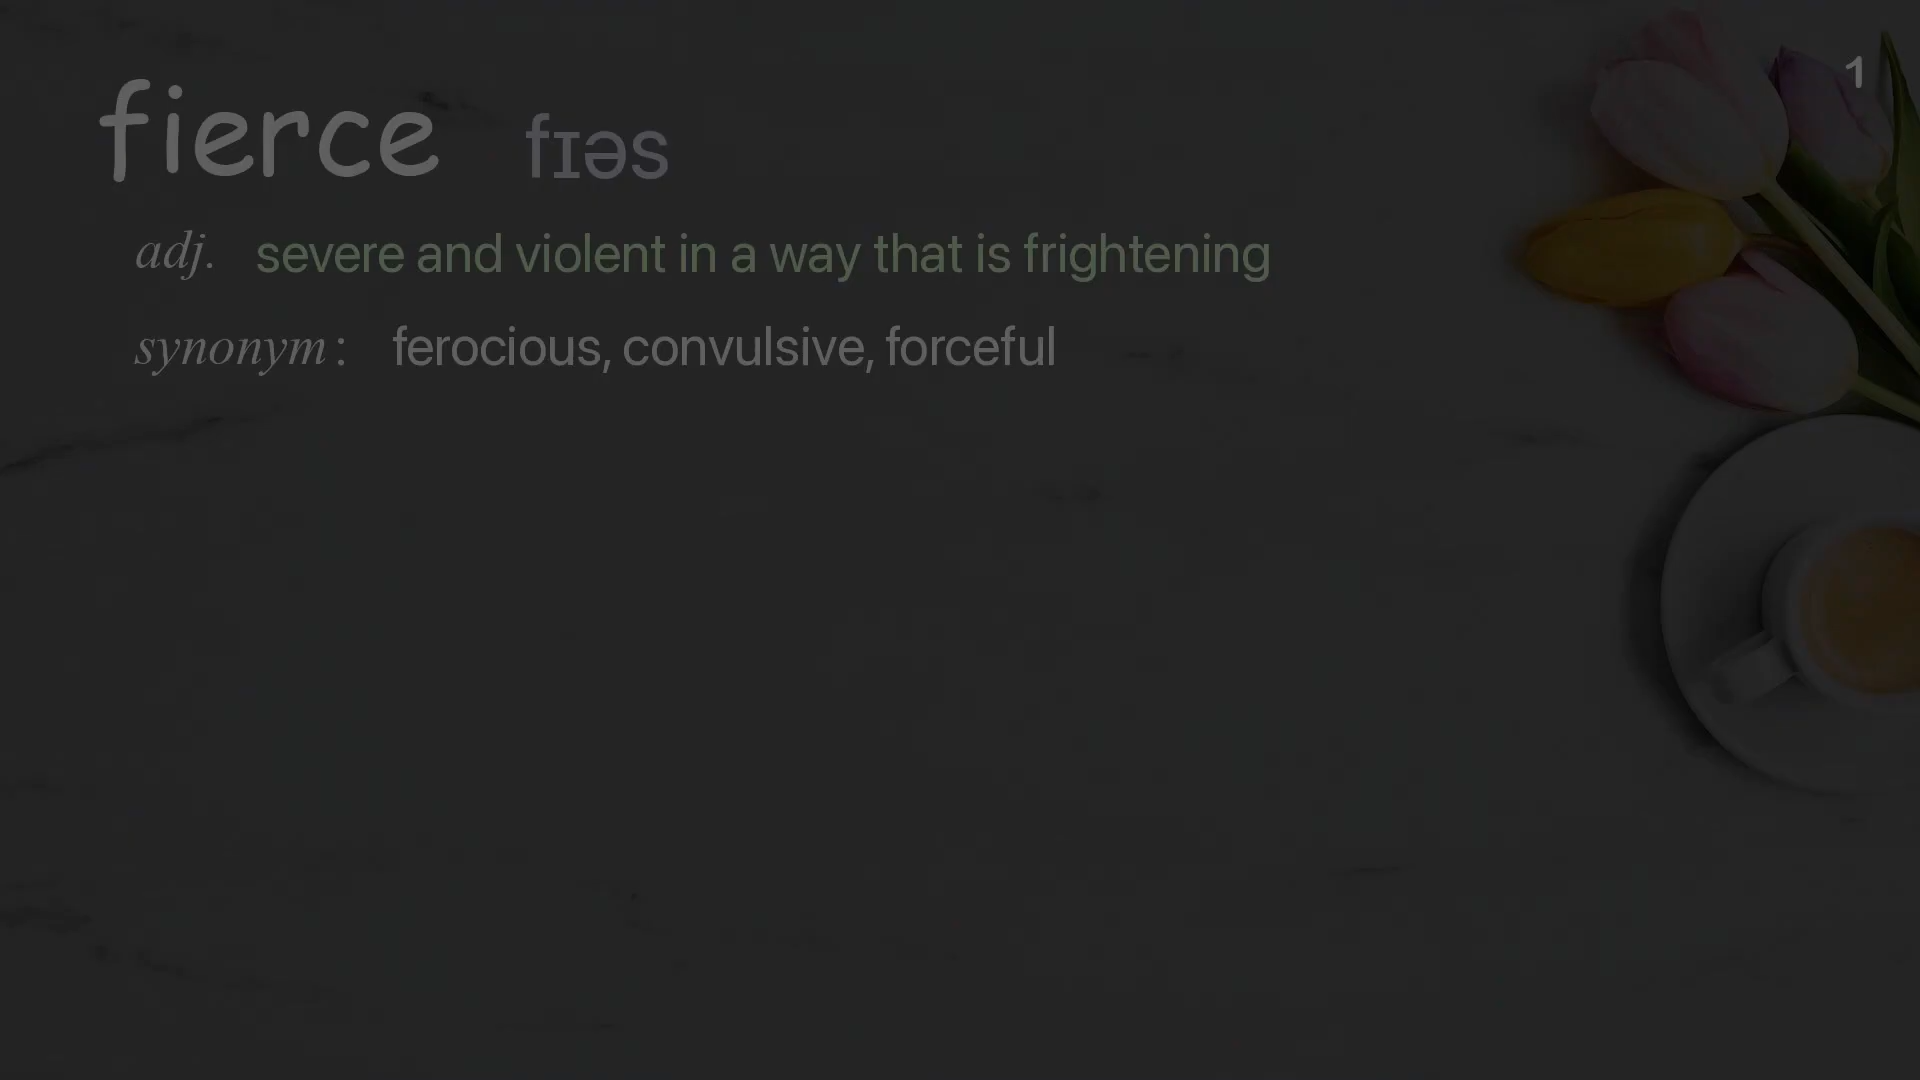 fierce fɪəs
1
adj. severe and violent in a way that is frightening
synonym : ferocious, convulsive, forceful